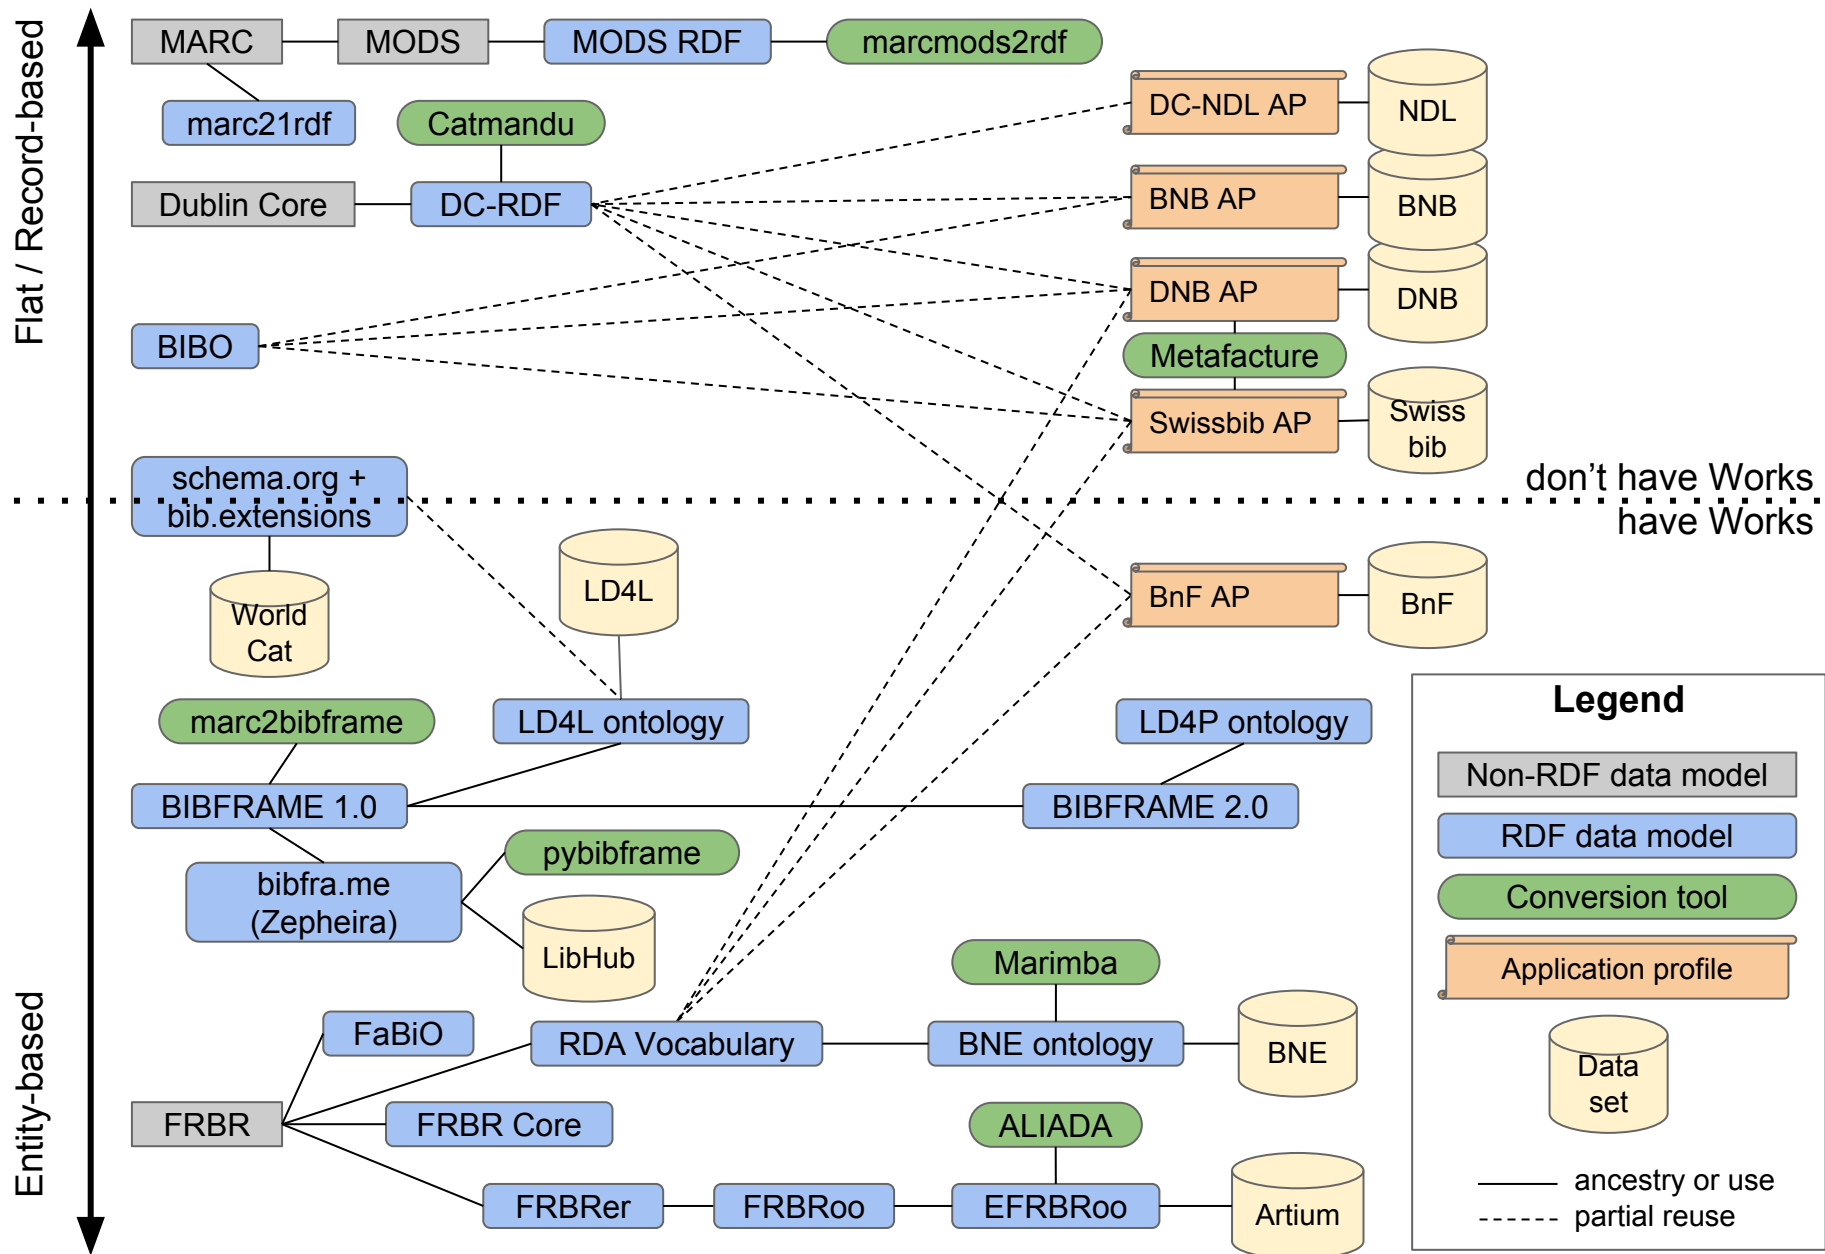 Flat / Record-based
Entity-based
MARC
MODS
MODS RDF
marcmods2rdf
marc21rdf
Catmandu
DC-NDL AP
NDL
Dublin Core
DC-RDF
BNB AP
BNB
DNB AP
DNB
BIBO
Metafacture
Swissbib AP
Swiss
bib
schema.org +
bib.extensions
don't have Works
have Works
World
Cat
LD4L
BnF AP
BnF
marc2bibframe
LD4L ontology
LD4P ontology
BIBFRAME 1.0
BIBFRAME 2.0
pybibframe
bibfra.me
(Zepheira)
LibHub
Marimba
FaBiO
RDA Vocabulary
BNE ontology
BNE
FRBR
FRBR Core
ALIADA
FRBRer
FRBRoo
EFRBRoo
Artium
Legend
Non-RDF data model
RDF data model
Conversion tool
Application profile
Data
set
ancestry or use
partial reuse